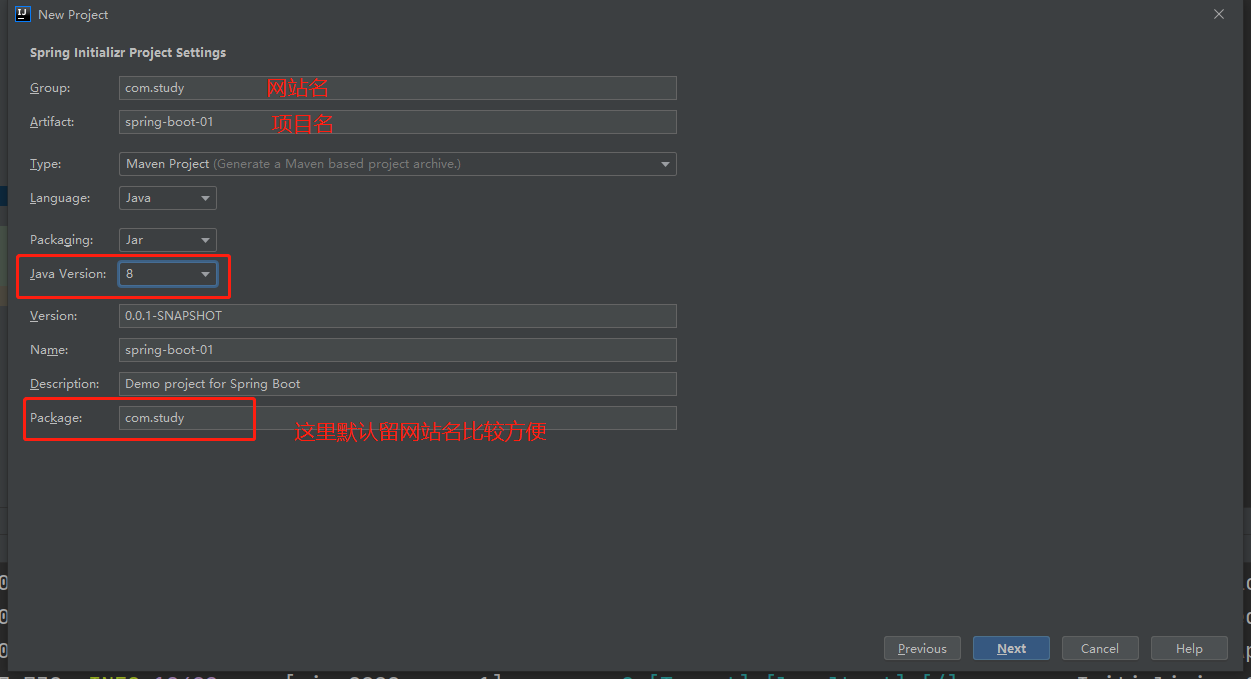 New Project
Spring Initializr Project Settings
Group: com.study 网站名
Artifact: spring-boot-01 项目名
Type: Maven Project (Generate a Maven based project archive.)
Language: Java
Packaging: Jar
Java Version: 8
Version: 0.0.1-SNAPSHOT
Name: spring-boot-01
Description: Demo project for Spring Boot
Package: com.study
这里默认留网站名比较方便
Previous Next Cancel Help